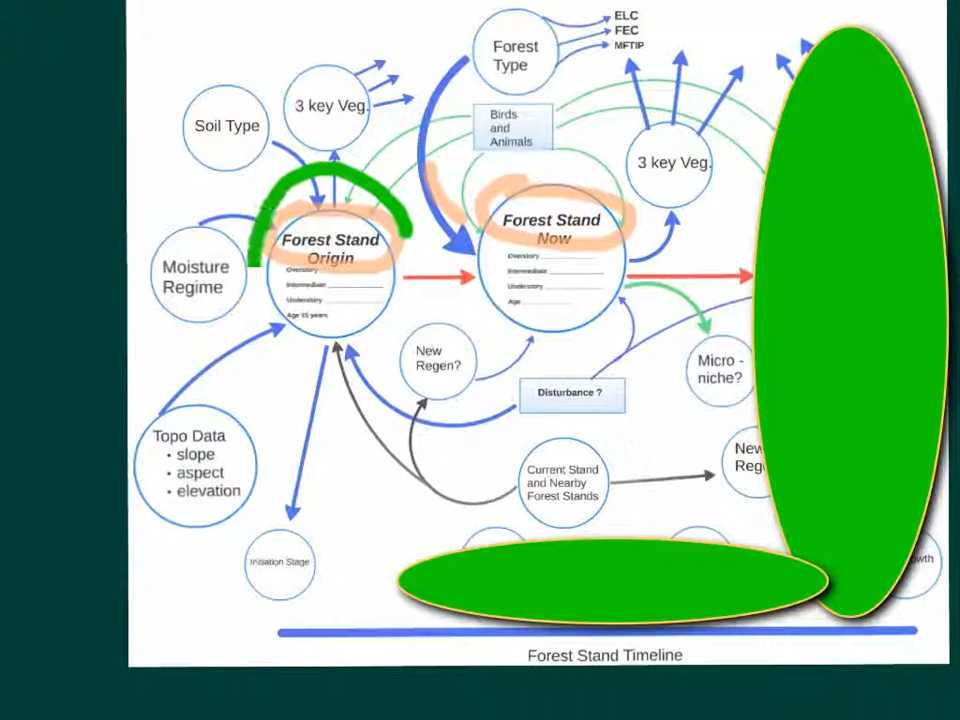 ELC
FEC
MFTIP
Forest
Type
3 key Veg.
Soil Type
Birds
and
Animals
3 key Veg.
Forest Stand
Origin
Overstory
Intermediate
Understory
Age 15 years
Forest Stand
Now
Overstory
Intermediate
Understory
Age
Moisture
Regime
New
Regen?
Micro -
niche?
Disturbance ?
Topo Data
• slope
• aspect
• elevation
Current Stand
and Nearby
Forest Stands
New
Initiation Stage
Forest Stand Timeline